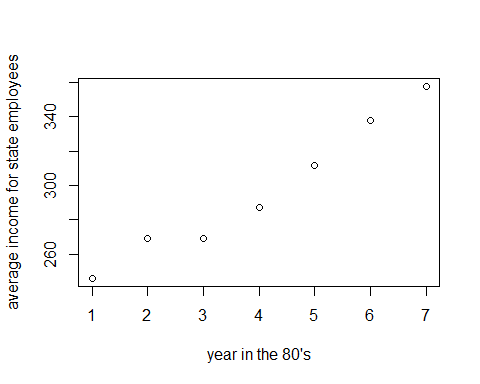 average income for state employees
340
300
260
1 2 3 4 5 6 7
year in the 80's